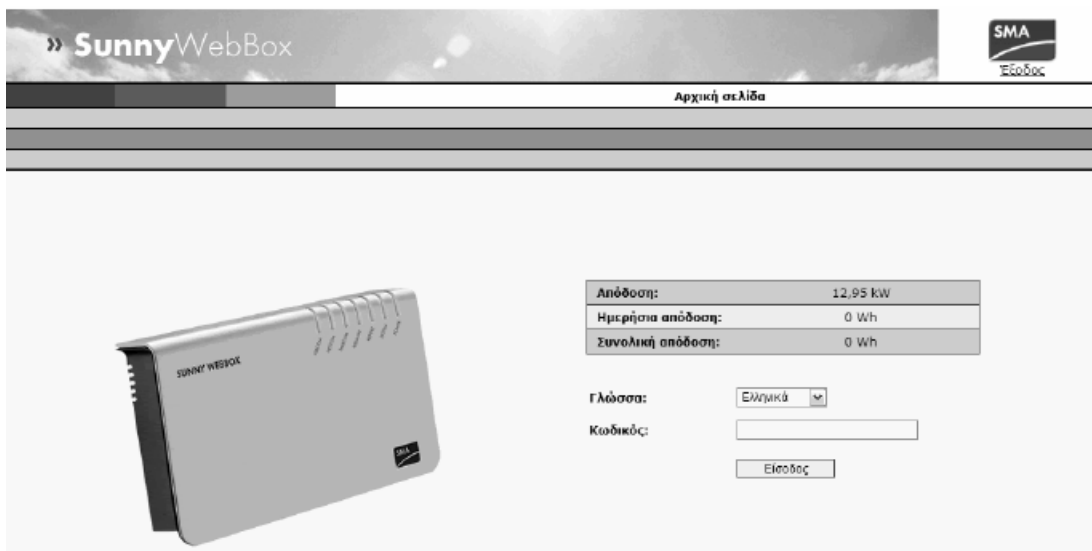 » SunnyWebBox
SMA
Έξοδος
Αρχική σελίδα
Απόδοση: 12,95 kW
Ημερήσια απόδοση: 0 Wh
Συνολική απόδοση: 0 Wh
SUNNY WEBBOX
SMA
Γλώσσα: Ελληνικά
Κωδικός:
Είσοδος